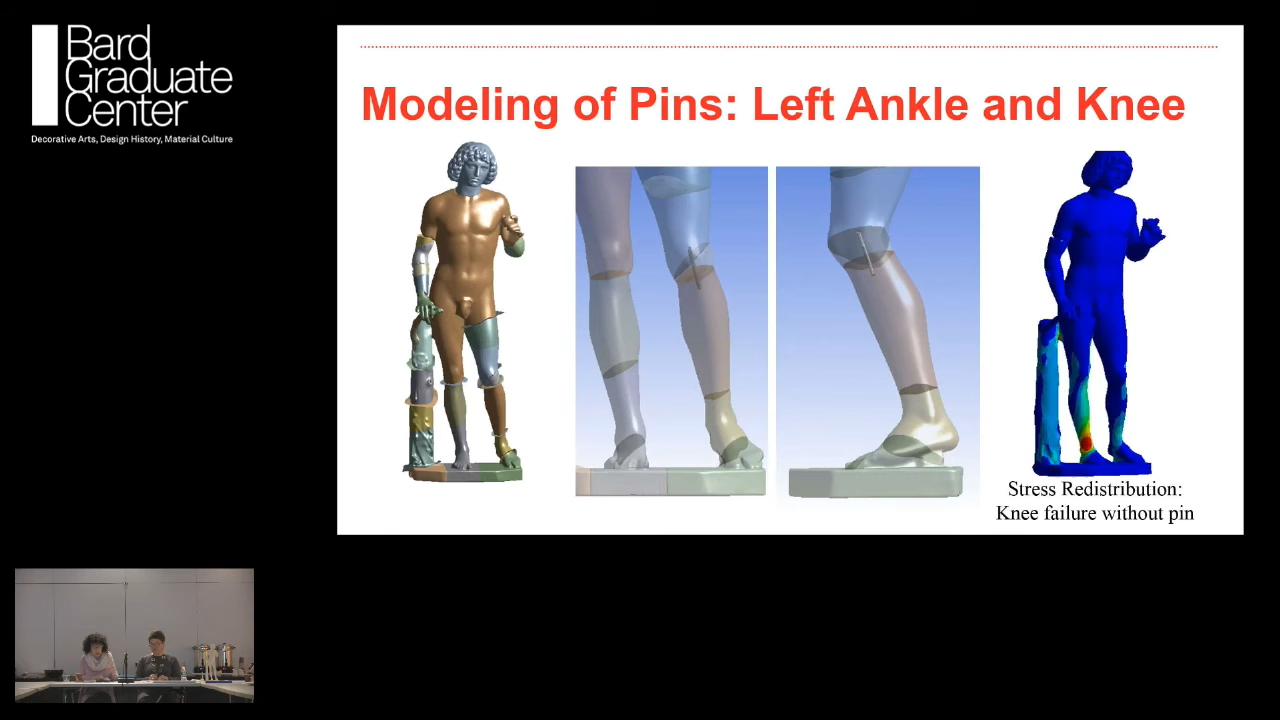 Bard
Graduate
Center
Decorative Arts, Design History, Material Culture
Modeling of Pins: Left Ankle and Knee
Stress Redistribution:
Knee failure without pin